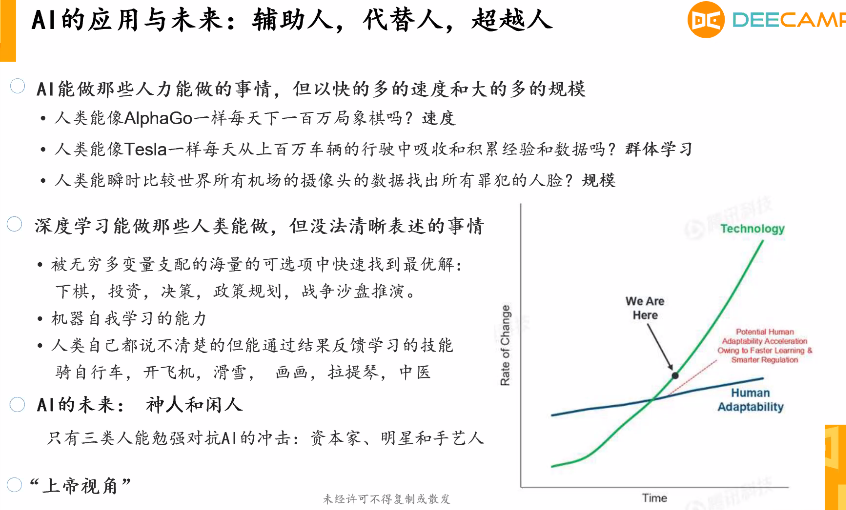 AI的应用与未来：辅助人，代替人，超越人
DEECAMP
AI能做那些人力能做的事情，但以快的多的速度和大的多的规模
• 人类能像AlphaGo一样每天下一百万局象棋吗？速度
• 人类能像Tesla一样每天从上百万车辆的行驶中吸收和积累经验和数据吗？群体学习
• 人类能瞬时比较世界所有机场的摄像头的数据找出所有罪犯的人脸？规模
深度学习能做那些人类能做，但没法清晰表述的事情
• 被无穷多变量支配的海量的可选项中快速找到最优解：
下棋，投资，决策，政策规划，战争沙盘推演。
• 机器自我学习的能力
• 人类自己都说不清楚的但能通过结果反馈学习的技能
骑自行车，开飞机，滑雪， 画画，拉提琴，中医
AI的未来： 神人和闲人
只有三类人能勉强对抗AI的冲击：资本家、明星和手艺人
“上帝视角”
腾讯科技
Technology
We Are
Here
Potential Human
Adaptability Acceleration
Owing to Faster Learning &
Smarter Regulation
Human
Adaptability
Rate of Change
Time
未经许可不得复制或散发